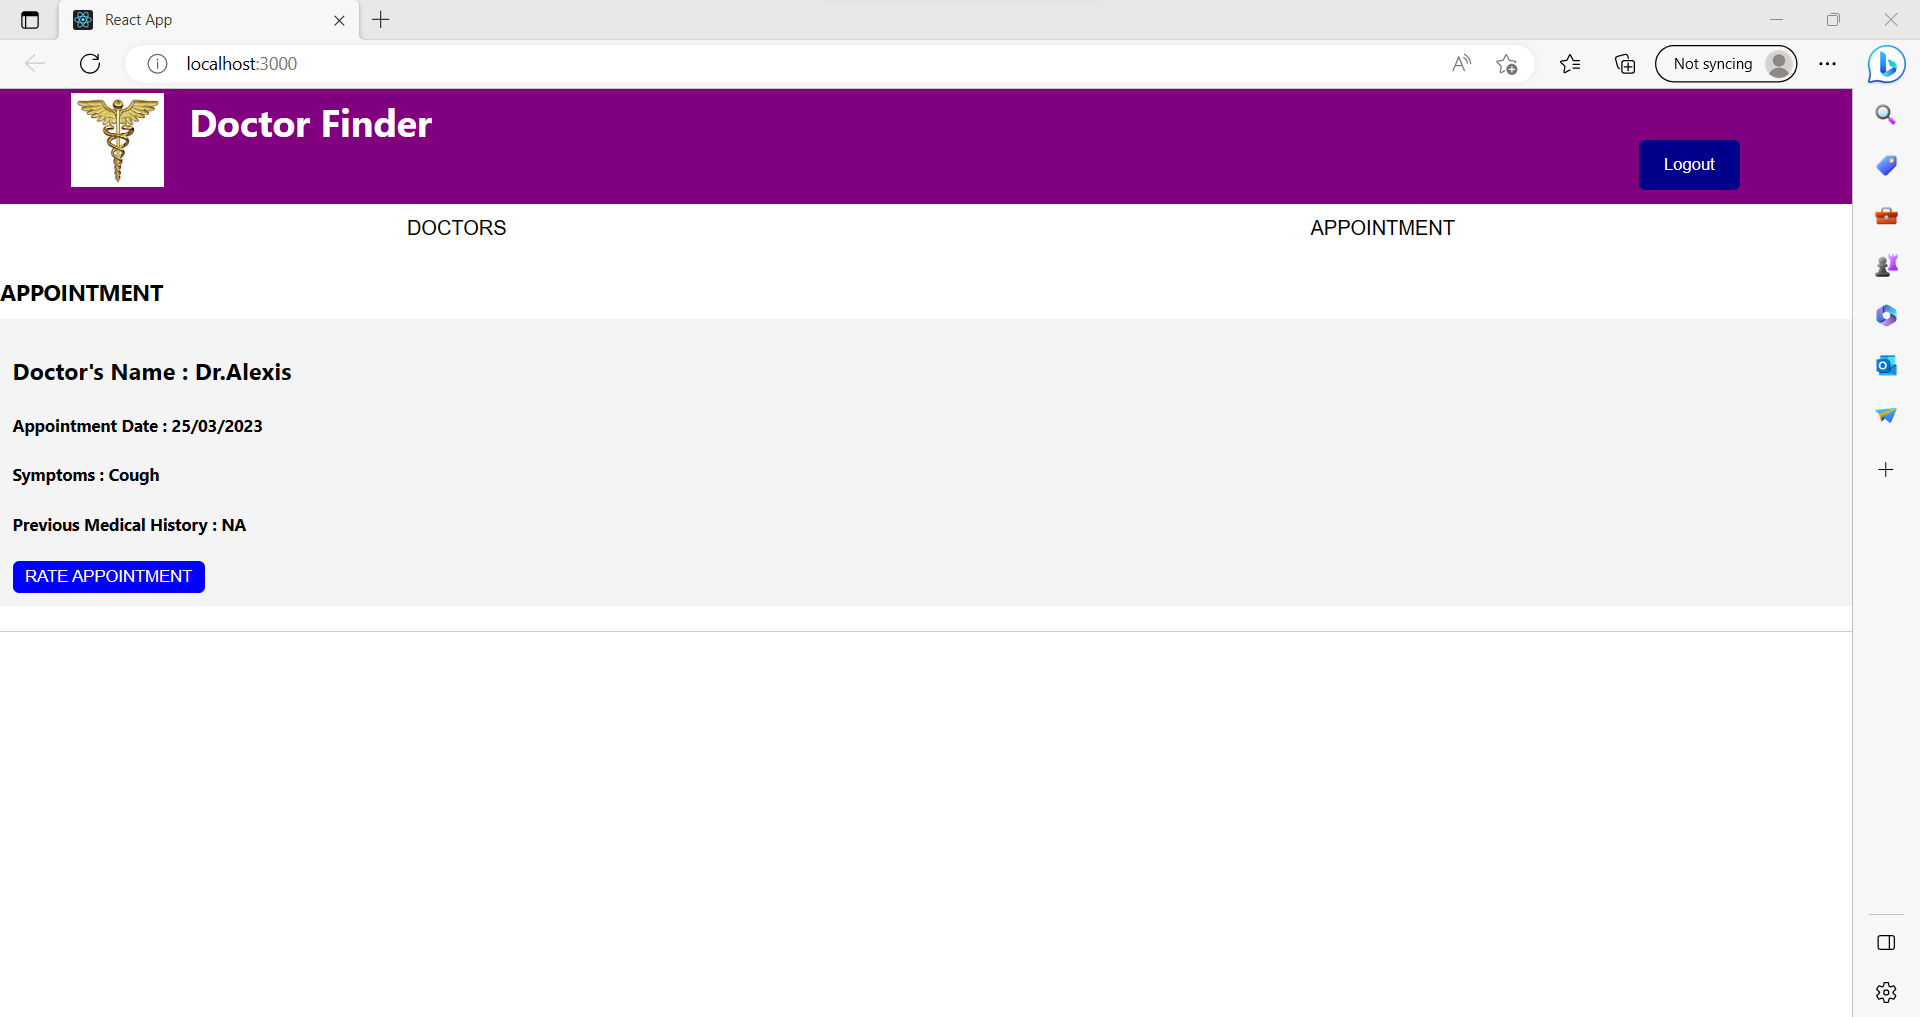 React App
localhost:3000
Not syncing
Doctor Finder
Logout
DOCTORS
APPOINTMENT
APPOINTMENT
Doctor's Name : Dr.Alexis
Appointment Date : 25/03/2023
Symptoms : Cough
Previous Medical History : NA
RATE APPOINTMENT